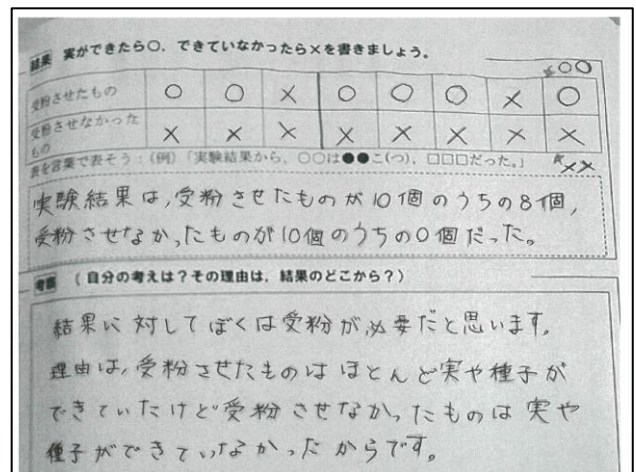 結果 実ができたら○、できていなかったら×を書きましょう。
○○
受粉させたもの ○ ○ × ○ ○ ○ × ○
受粉させなかったもの × × × × × × × ×
表を言葉で表そう：(例)「実験結果から、○○は●●こ(つ)、□□□だった。」 ××
実験結果は,受粉させたものが10個のうちの8個,
受粉させなかったものが10個のうちの0個だった。
考察 (自分の考えは？その理由は、結果のどこから？)
結果に対してぼくは受粉が必要だと思います。
理由は,受粉させたものはほとんど実や種子が
できていたけど受粉させなかったものは実や
種子ができていなかったからです。